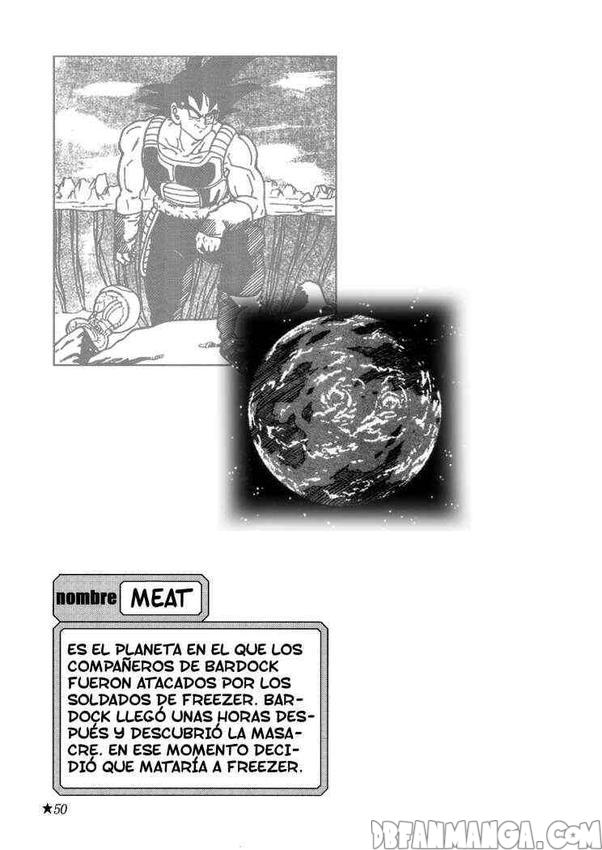 nombre MEAT
ES EL PLANETA EN EL QUE LOS
COMPAÑEROS DE BARDOCK
FUERON ATACADOS POR LOS
SOLDADOS DE FREEZER. BAR-
DOCK LLEGÓ UNAS HORAS DES-
PUÉS Y DESCUBRIÓ LA MASA-
CRE. EN ESE MOMENTO DECI-
DIÓ QUE MATARÍA A FREEZER.
★50
DBFANMANGA.COM